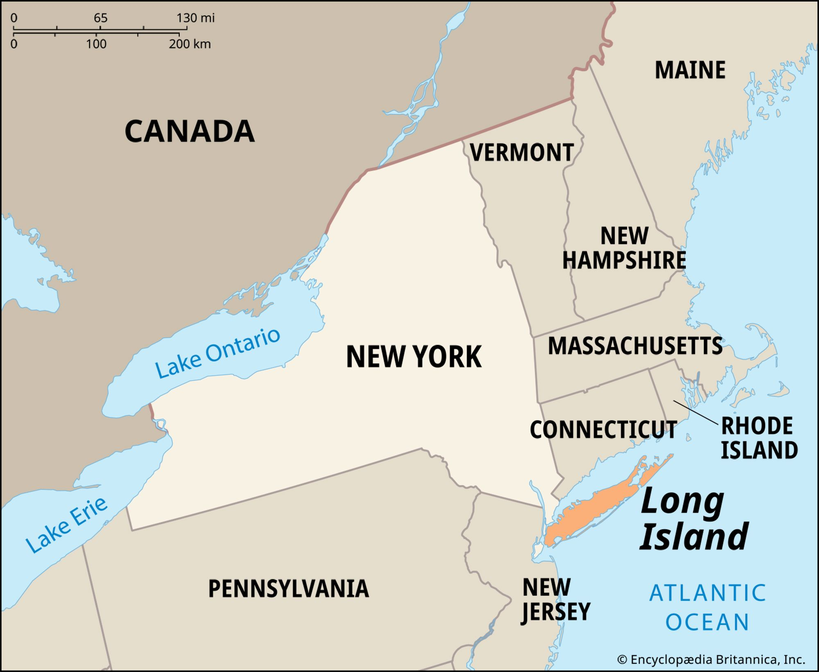 0 65 130 mi
0 100 200 km
MAINE
CANADA
VERMONT
NEW
HAMPSHIRE
Lake Ontario
NEW YORK
MASSACHUSETTS
CONNECTICUT
RHODE
ISLAND
Long
Island
Lake Erie
PENNSYLVANIA
NEW
JERSEY
ATLANTIC
OCEAN
© Encyclopædia Britannica, Inc.